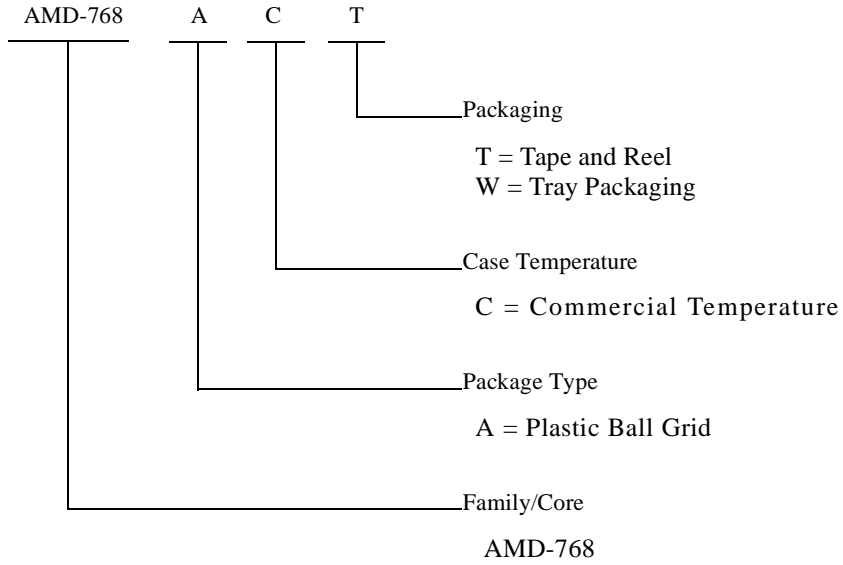 AMD-768 A C T
Packaging
T = Tape and Reel
W = Tray Packaging
Case Temperature
C = Commercial Temperature
Package Type
A = Plastic Ball Grid
Family/Core
AMD-768